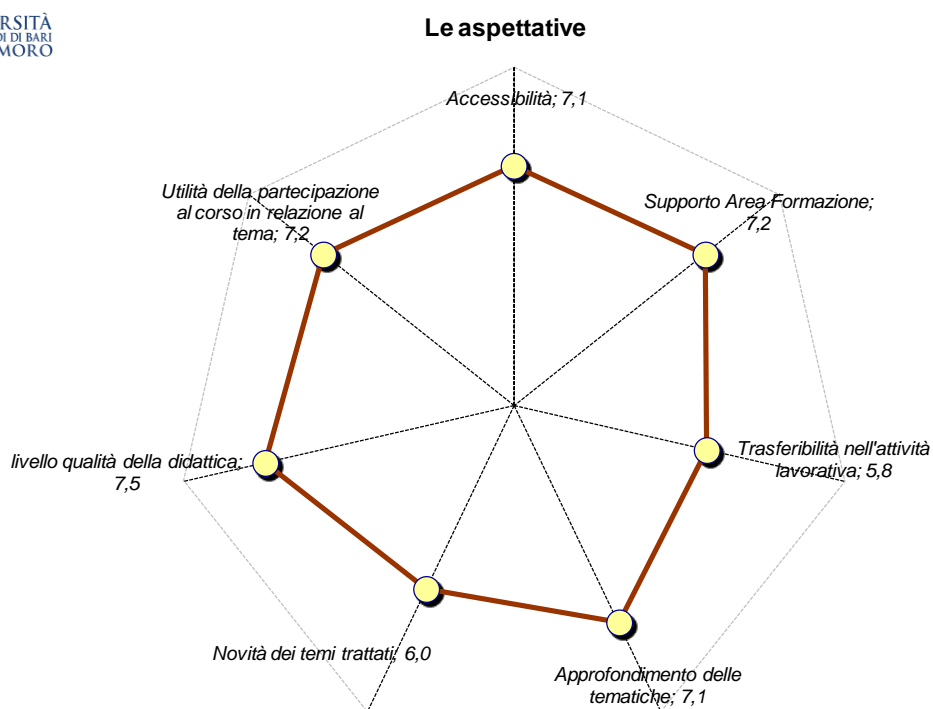 RSITÀ
DI DI BARI
MORO
Le aspettative
Accessibilità; 7,1
Utilità della partecipazione
al corso in relazione al
tema; 7,2
Supporto Area Formazione;
7,2
livello qualità della didattica;
7,5
Trasferibilità nell'attività
lavorativa; 5,8
Novità dei temi trattati; 6,0
Approfondimento delle
tematiche; 7,1